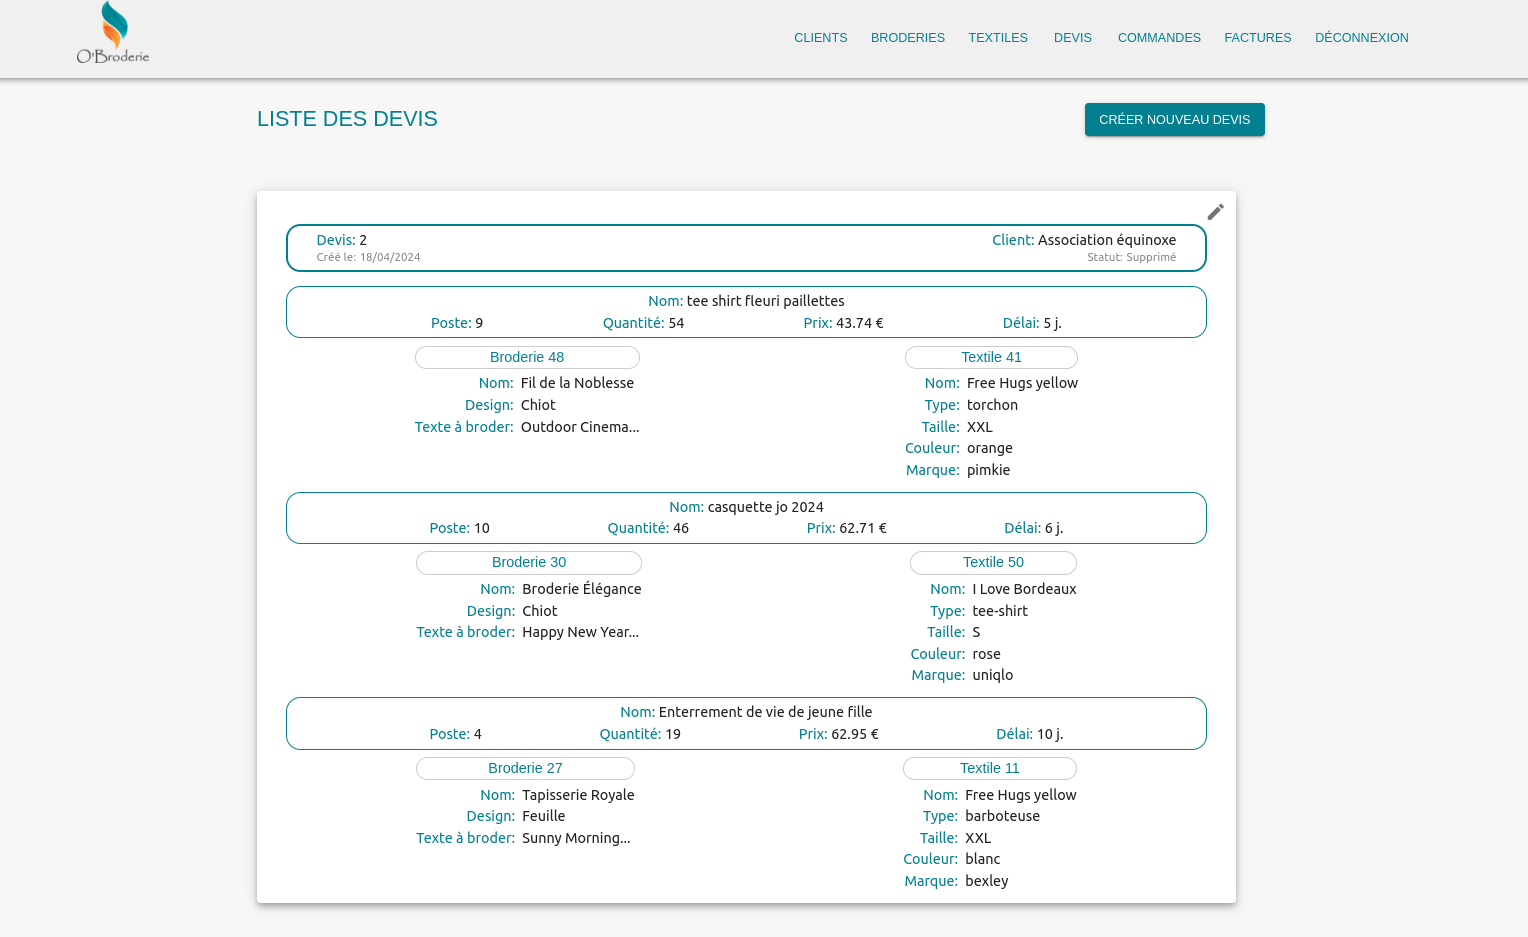 O'Broderie
CLIENTS BRODERIES TEXTILES DEVIS COMMANDES FACTURES DÉCONNEXION
LISTE DES DEVIS
CRÉER NOUVEAU DEVIS
Devis: 2 Client: Association équinoxe
Créé le: 18/04/2024 Statut: Supprimé
Nom: tee shirt fleuri paillettes
Poste: 9 Quantité: 54 Prix: 43.74 € Délai: 5 j.
Broderie 48 Textile 41
Nom: Fil de la Noblesse Nom: Free Hugs yellow
Design: Chiot Type: torchon
Texte à broder: Outdoor Cinema... Taille: XXL
Couleur: orange
Marque: pimkie
Nom: casquette jo 2024
Poste: 10 Quantité: 46 Prix: 62.71 € Délai: 6 j.
Broderie 30 Textile 50
Nom: Broderie Élégance Nom: I Love Bordeaux
Design: Chiot Type: tee-shirt
Texte à broder: Happy New Year... Taille: S
Couleur: rose
Marque: uniqlo
Nom: Enterrement de vie de jeune fille
Poste: 4 Quantité: 19 Prix: 62.95 € Délai: 10 j.
Broderie 27 Textile 11
Nom: Tapisserie Royale Nom: Free Hugs yellow
Design: Feuille Type: barboteuse
Texte à broder: Sunny Morning... Taille: XXL
Couleur: blanc
Marque: bexley